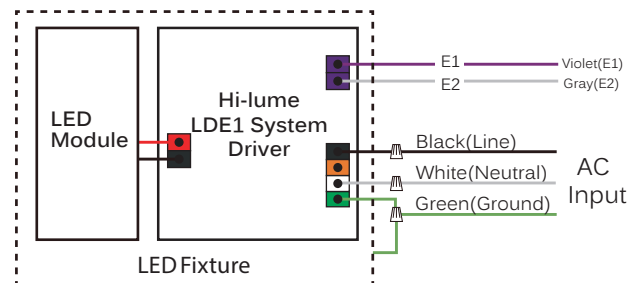 E1
Violet(E1)
E2
Gray(E2)
LED
Module
Hi-lume
LDE1 System
Driver
Black(Line)
White(Neutral)
Green(Ground)
AC
Input
LED Fixture